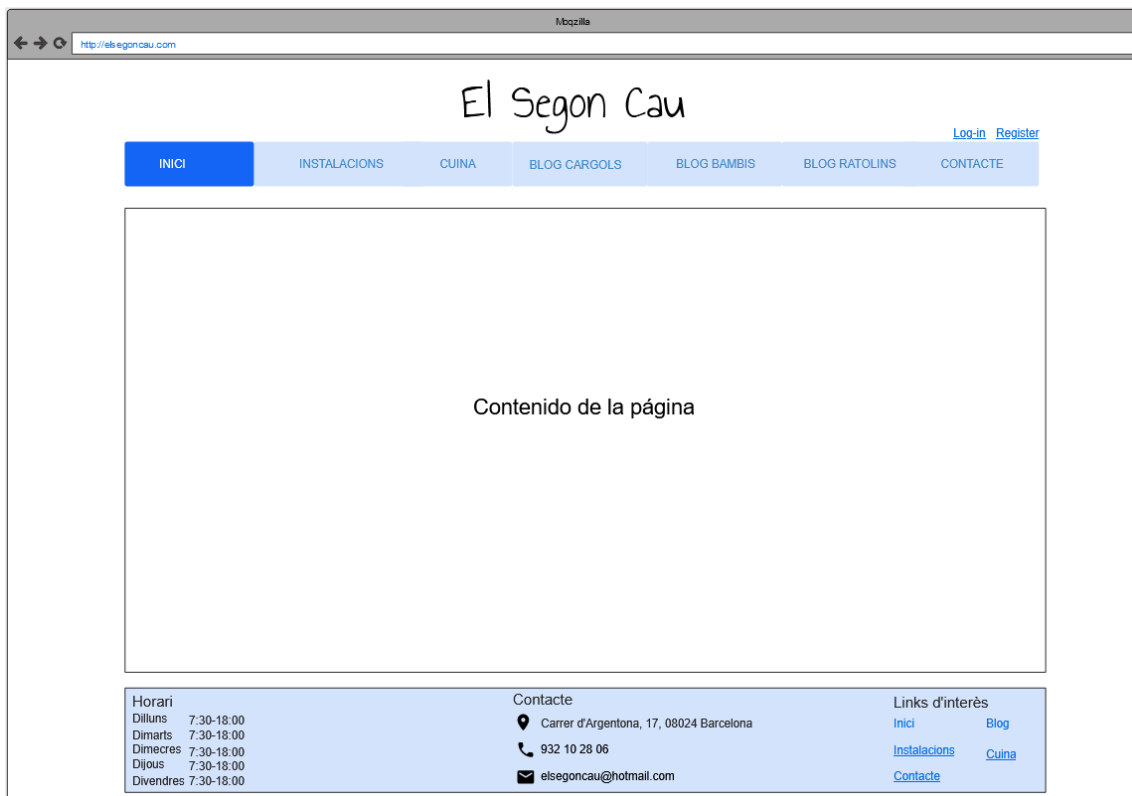 Moqzilla
http://elsegoncau.com
El Segon Cau
Log-in Register
INICI INSTALACIONS CUINA BLOG CARGOLS BLOG BAMBIS BLOG RATOLINS CONTACTE
Contenido de la página
Horari
Dilluns 7:30-18:00
Dimarts 7:30-18:00
Dimecres 7:30-18:00
Dijous 7:30-18:00
Divendres 7:30-18:00
Contacte
Carrer d'Argentona, 17, 08024 Barcelona
932 10 28 06
elsegoncau@hotmail.com
Links d'interès
Inici Blog
Instalacions Cuina
Contacte